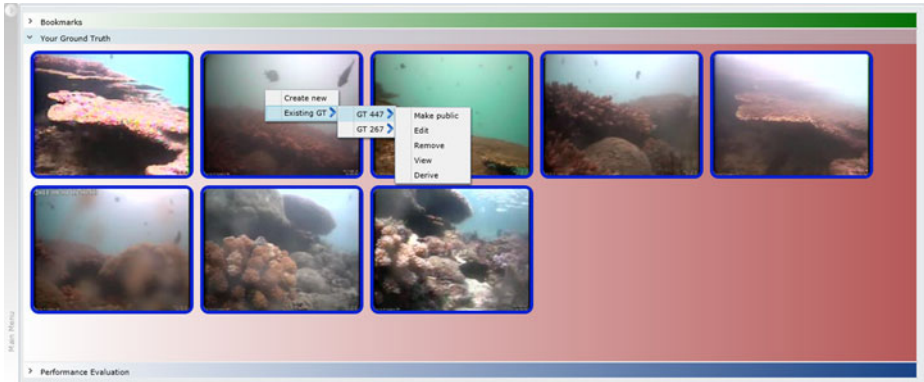 Bookmarks
Your Ground Truth
Create new
Existing GT
GT 447
GT 267
Make public
Edit
Remove
View
Derive
Main Menu
Performance Evaluation